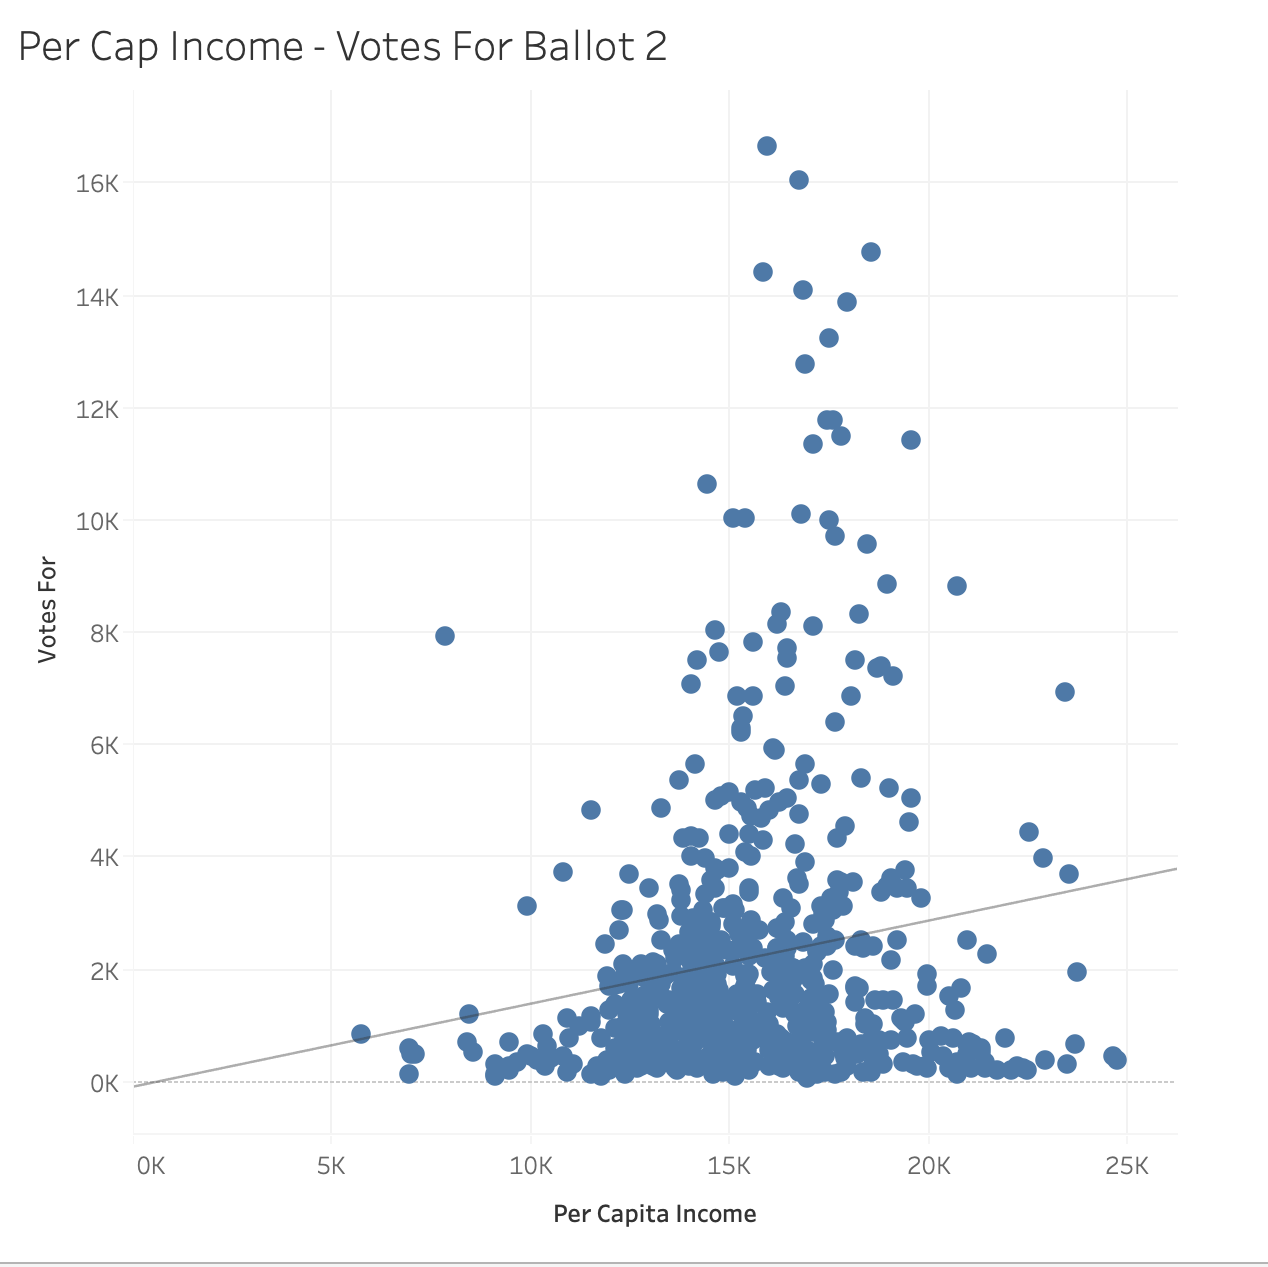 Per Cap Income - Votes For Ballot 2
16K
14K
12K
10K
8K
6K
4K
2K
0K
Votes For
0K 5K 10K 15K 20K 25K
Per Capita Income